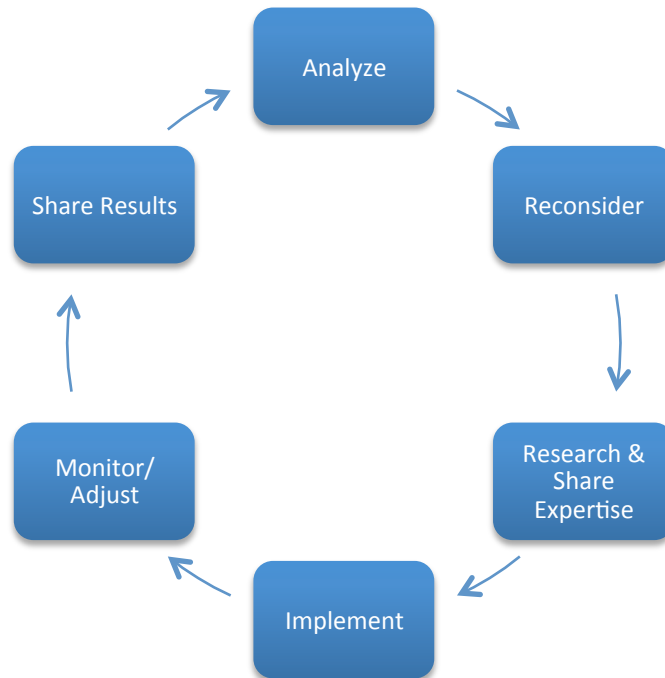 Analyze
Reconsider
Research &
Share
Expertise
Implement
Monitor/
Adjust
Share Results